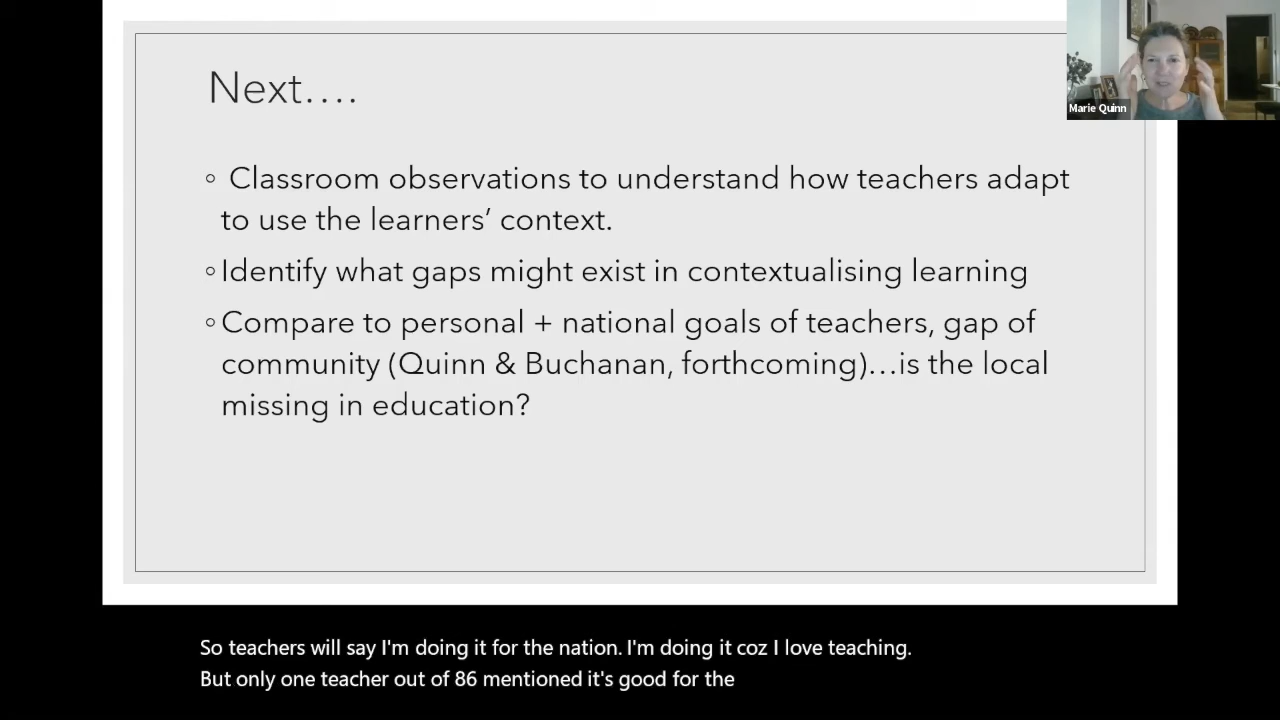 Next....
Marie Quinn
◦ Classroom observations to understand how teachers adapt
to use the learners’ context.
◦Identify what gaps might exist in contextualising learning
◦Compare to personal + national goals of teachers, gap of
community (Quinn & Buchanan, forthcoming)...is the local
missing in education?
So teachers will say I'm doing it for the nation. I'm doing it coz I love teaching.
But only one teacher out of 86 mentioned it's good for the